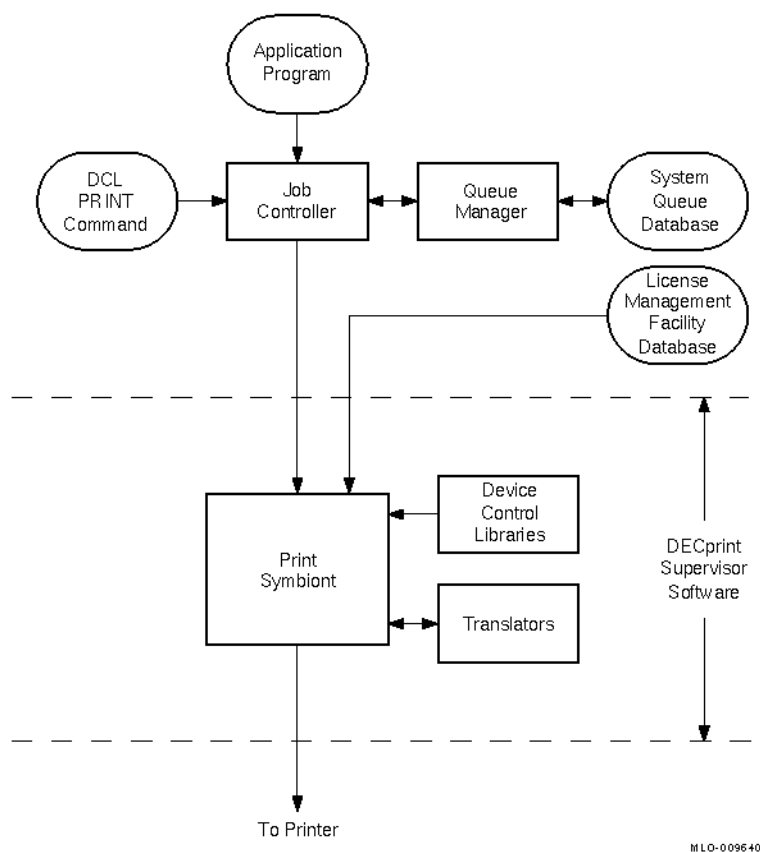 Application
Program
DCL
PRINT
Command
Job
Controller
Queue
Manager
System
Queue
Database
License
Management
Facility
Database
Device
Control
Libraries
Print
Symbiont
DECprint
Supervisor
Software
Translators
To Printer
MLO-009640